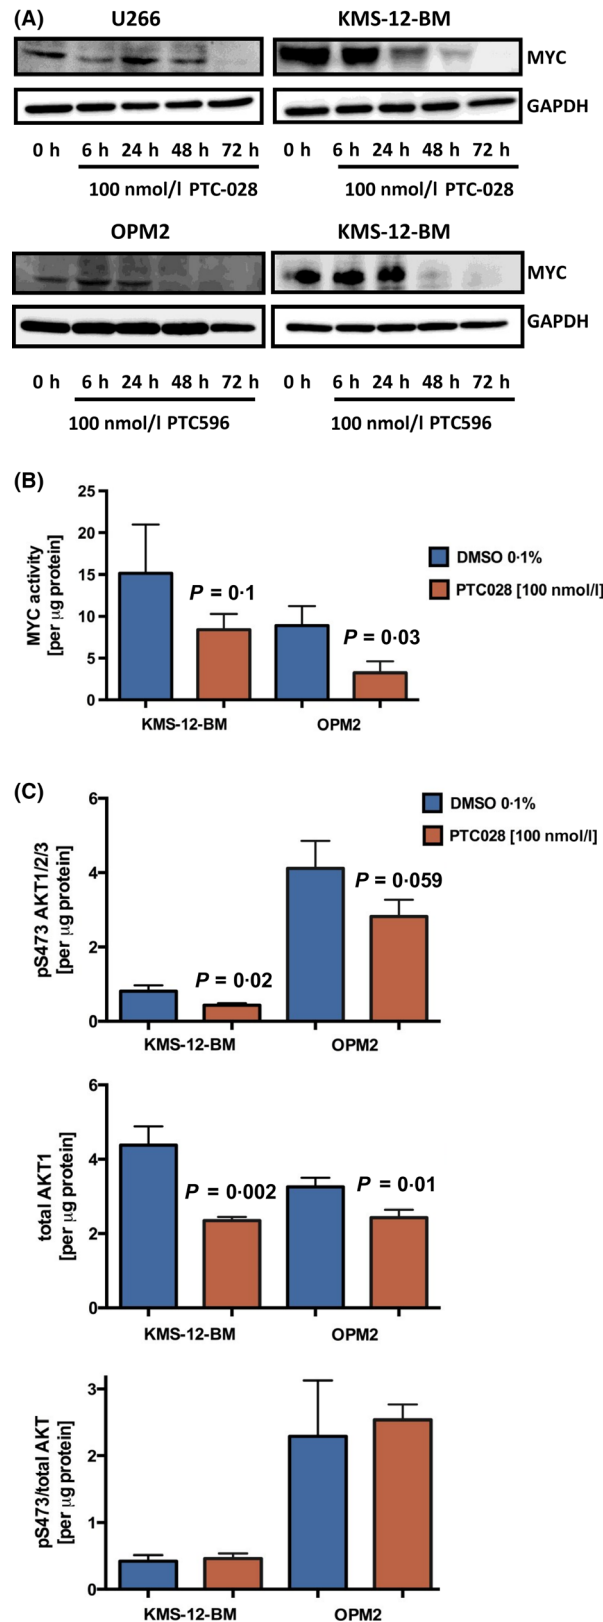 (A)
U266 KMS-12-BM
MYC
GAPDH
0 h 6 h 24 h 48 h 72 h 0 h 6 h 24 h 48 h 72 h
100 nmol/l PTC-028 100 nmol/l PTC-028
OPM2 KMS-12-BM
MYC
GAPDH
0 h 6 h 24 h 48 h 72 h 0 h 6 h 24 h 48 h 72 h
100 nmol/l PTC596 100 nmol/l PTC596
(B)
MYC activity
[per μg protein]
25
20
15
10
5
0
P = 0·1
P = 0·03
DMSO 0·1%
PTC028 [100 nmol/l]
KMS-12-BM OPM2
(C)
pS473 AKT1/2/3
[per μg protein]
6
4
2
0
P = 0·02
P = 0·059
DMSO 0·1%
PTC028 [100 nmol/l]
KMS-12-BM OPM2
total AKT1
[per μg protein]
6
4
2
0
P = 0·002
P = 0·01
KMS-12-BM OPM2
pS473/total AKT
[per μg protein]
3
2
1
0
KMS-12-BM OPM2